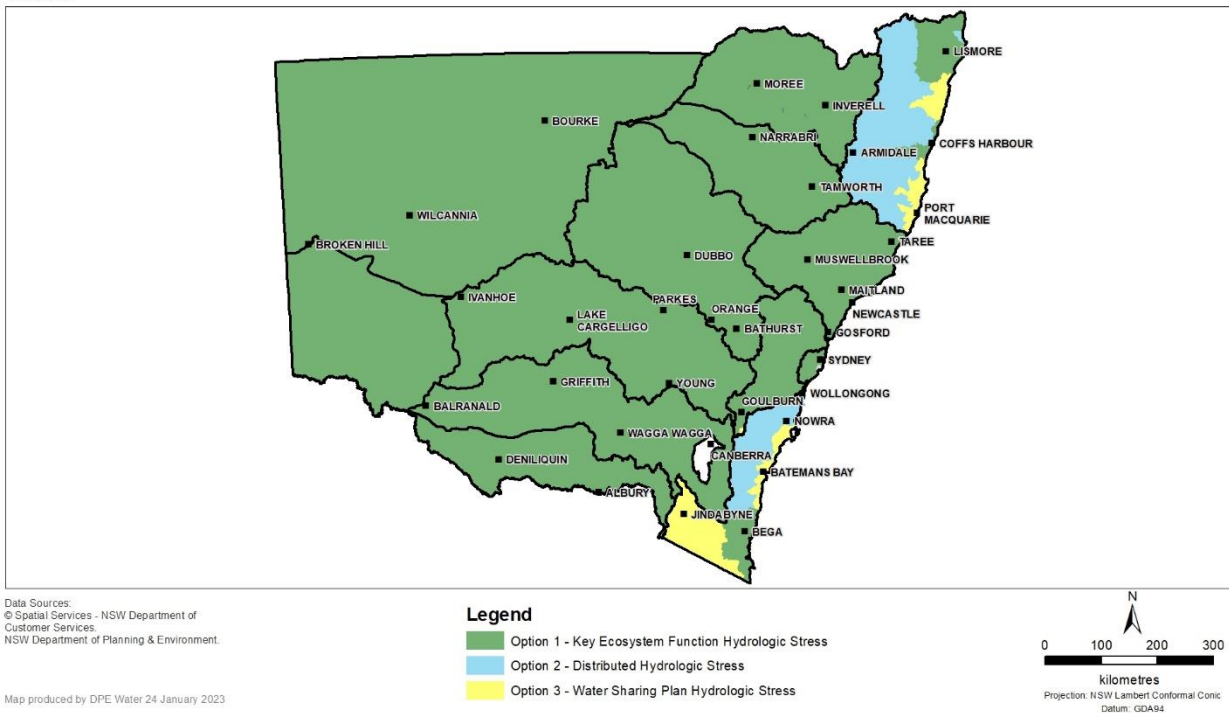 LISMORE
MOREE
INVERELL
BOURKE
NARRABRI
COFFS HARBOUR
ARMIDALE
TAMWORTH
WILCANNIA
PORT
MACQUARIE
TAREE
BROKEN HILL
DUBBO
MUSWELLBROOK
MAITLAND
IVANHOE
PARKES
ORANGE
NEWCASTLE
LAKE
CARGELLIGO
BATHURST
GOSFORD
SYDNEY
GRIFFITH
YOUNG
WOLLONGONG
GOULBURN
BALRANALD
NOWRA
WAGGA WAGGA
CANBERRA
DENILIQUIN
BATEMANS BAY
ALBURY
JINDABYNE
BEGA
Data Sources:
© Spatial Services - NSW Department of
Customer Services.
NSW Department of Planning & Environment.
Map produced by DPE Water 24 January 2023
Legend
Option 1 - Key Ecosystem Function Hydrologic Stress
Option 2 - Distributed Hydrologic Stress
Option 3 - Water Sharing Plan Hydrologic Stress
N
0 100 200 300
kilometres
Projection: NSW Lambert Conformal Conic
Datum: GDA94